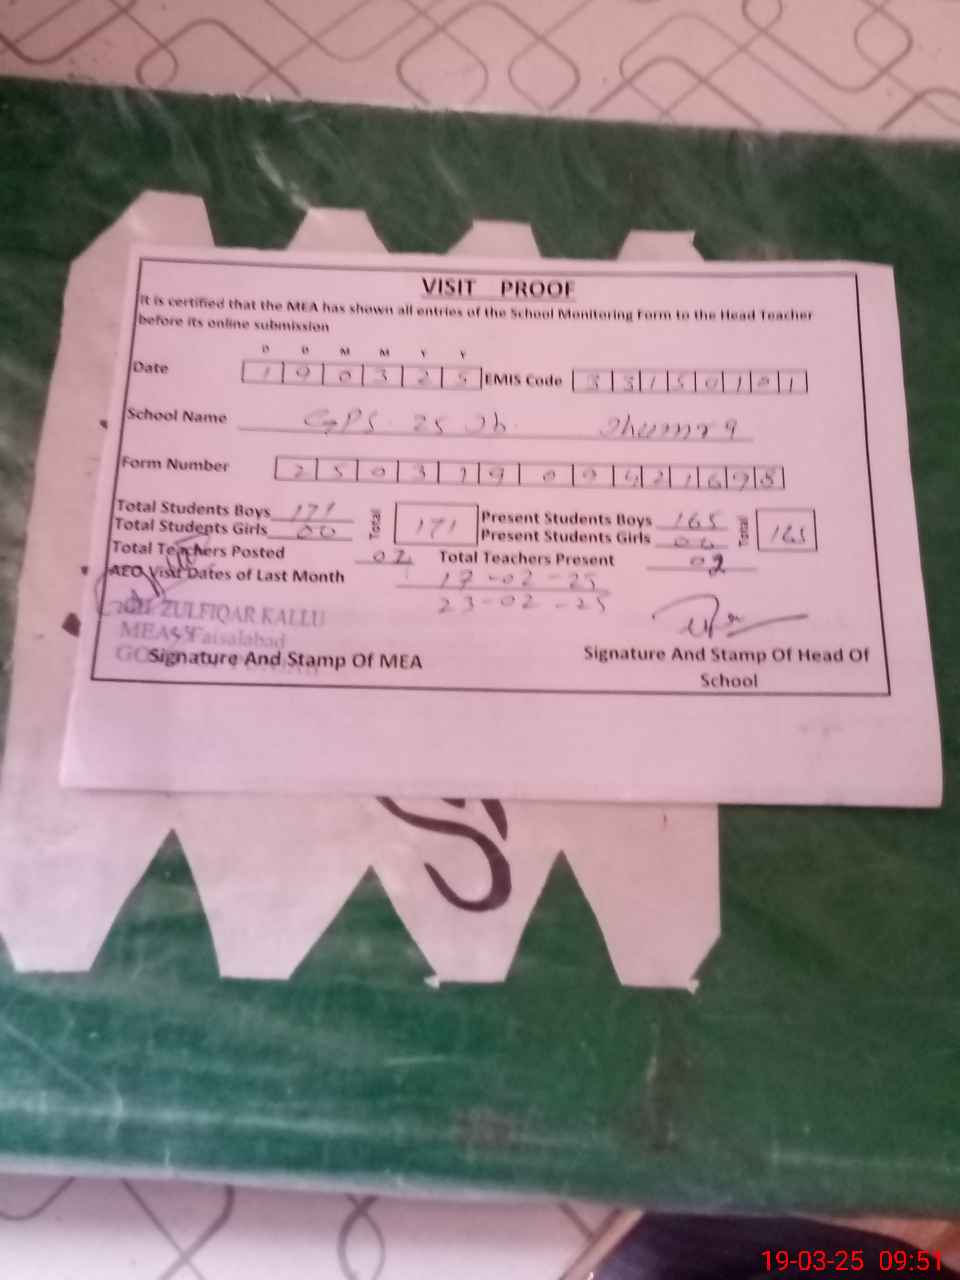 VISIT PROOF
It is certified that the MEA has shown all entries of the School Monitoring Form to the Head Teacher
before its online submission
D D M M Y Y
Date 1 9 0 3 2 5 EMIS Code 3 3 1 5 0 1 0 1
School Name GPS 25 Jb. Jhumra
Form Number 2 5 0 3 1 9 0 9 4 2 1 6 9 8
Total Students Boys 171 Total 171 Present Students Boys 165 Total 165
Total Students Girls 00 Present Students Girls 00
Total Teachers Posted 02 Total Teachers Present 02
AEO Visit Dates of Last Month 17-02-25
23-02-25
ZULFIQAR KALLU
MEA Faisalabad
Signature And Stamp Of MEA
Signature And Stamp Of Head Of
School
19-03-25 09:51